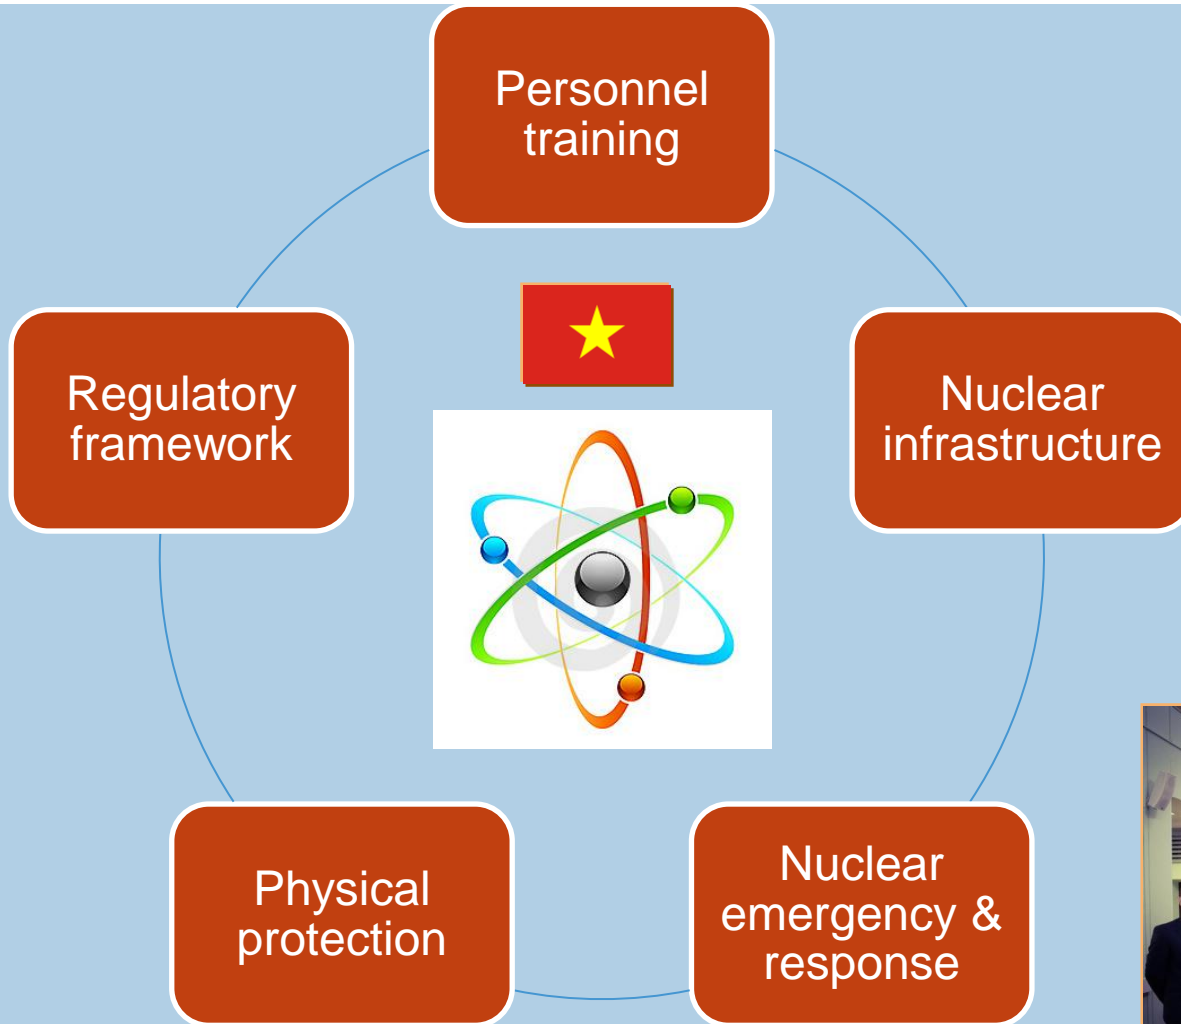 Personnel
training
Regulatory
framework
Nuclear
infrastructure
Physical
protection
Nuclear
emergency &
response